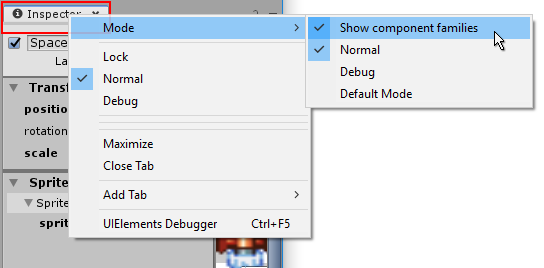 Inspector
Mode
Show component families
Space
Lock
Normal
La
Normal
Debug
Transf
Debug
Default Mode
position
rotation
Maximize
scale
Close Tab
Sprite
Add Tab
Sprite
sprit
UIElements Debugger Ctrl+F5